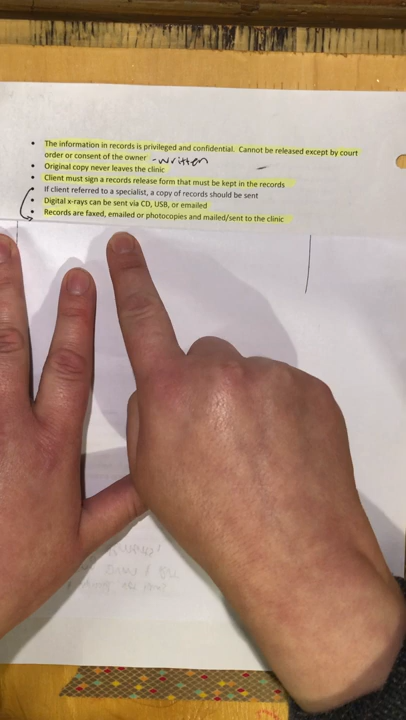 • The information in records is privileged and confidential. Cannot be released except by court
order or consent of the owner -written
• Original copy never leaves the clinic
• Client must sign a records release form that must be kept in the records
• If client referred to a specialist, a copy of records should be sent
• Digital x-rays can be sent via CD, USB, or emailed
• Records are faxed, emailed or photocopies and mailed/sent to the clinic